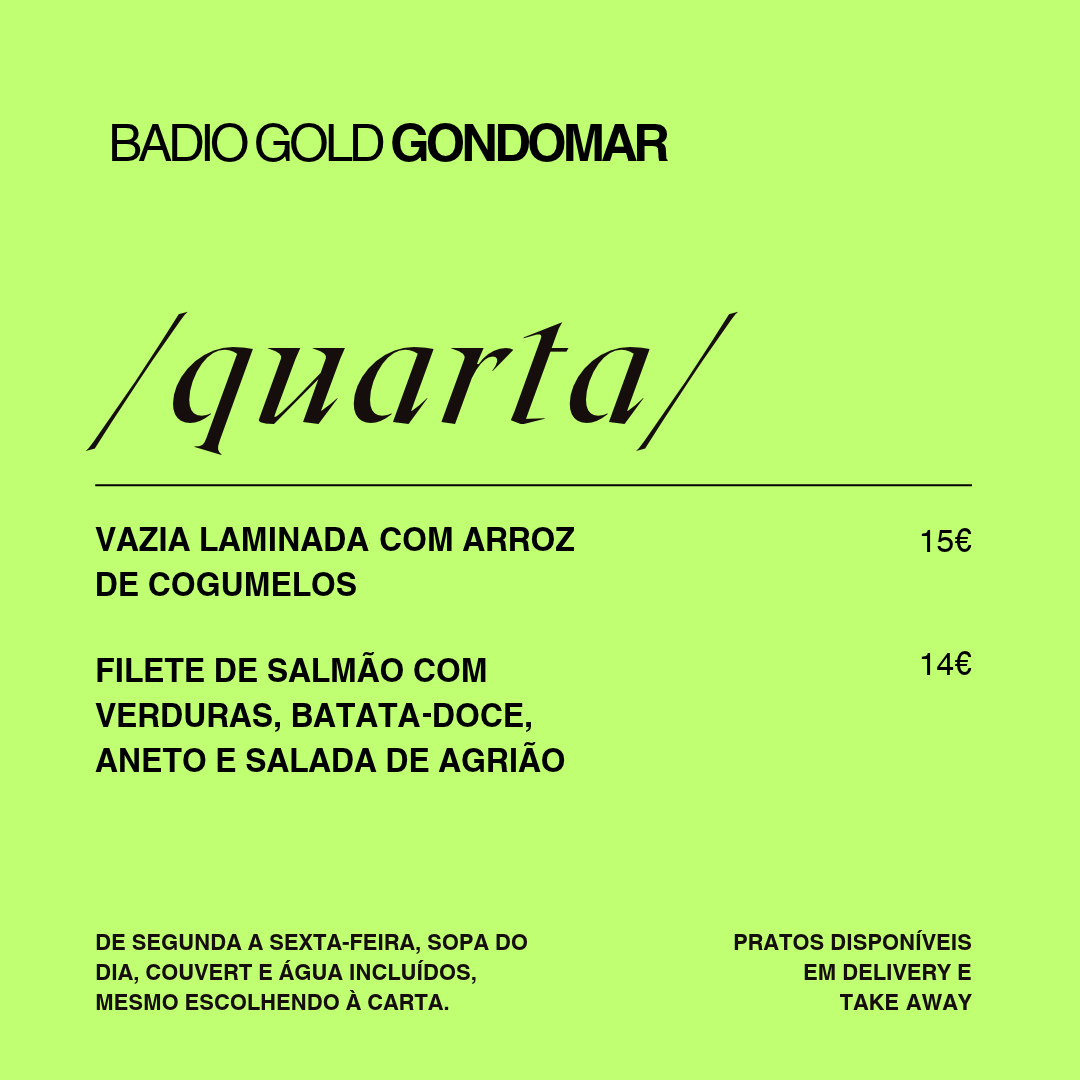 BADIO GOLD GONDOMAR
/quarta/
VAZIA LAMINADA COM ARROZ
DE COGUMELOS
15€
FILETE DE SALMÃO COM
VERDURAS, BATATA-DOCE,
ANETO E SALADA DE AGRIÃO
14€
DE SEGUNDA A SEXTA-FEIRA, SOPA DO
DIA, COUVERT E ÁGUA INCLUÍDOS,
MESMO ESCOLHENDO À CARTA.
PRATOS DISPONÍVEIS
EM DELIVERY E
TAKE AWAY